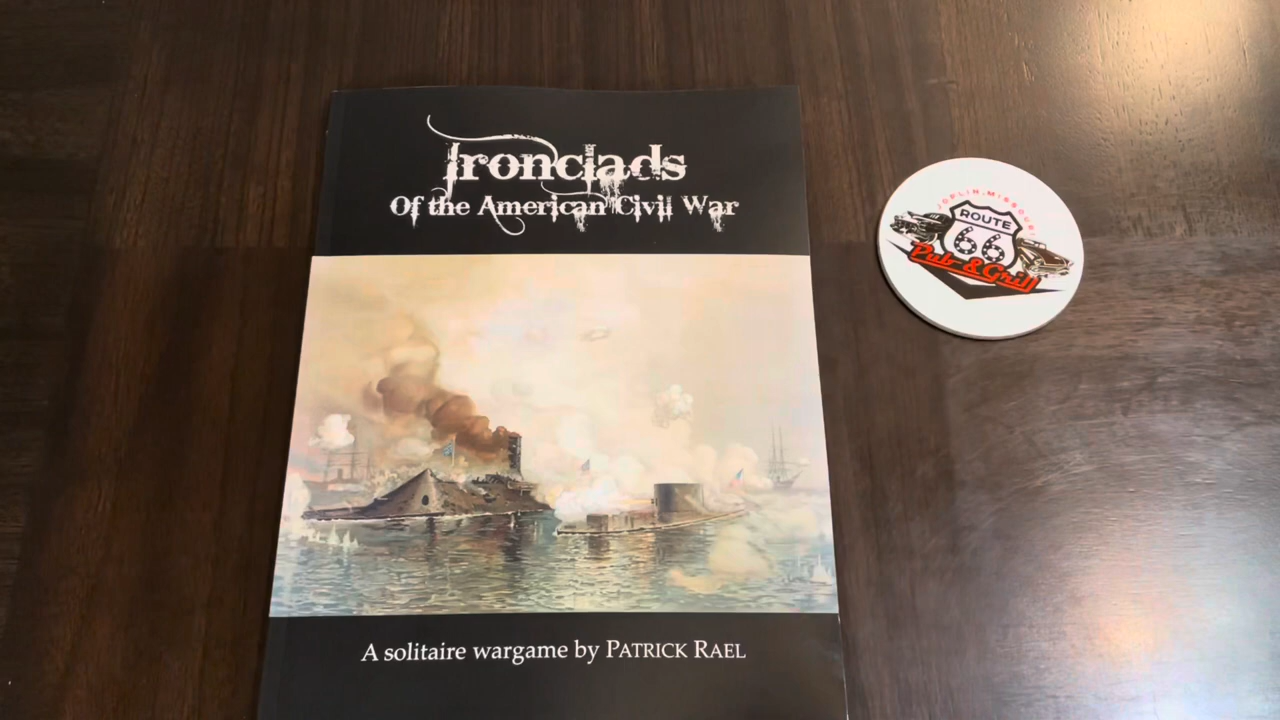 Ironclads
Of the American Civil War
A solitaire wargame by PATRICK RAEL
JOPLIN, MISSOURI
ROUTE
66
Pub & Grill